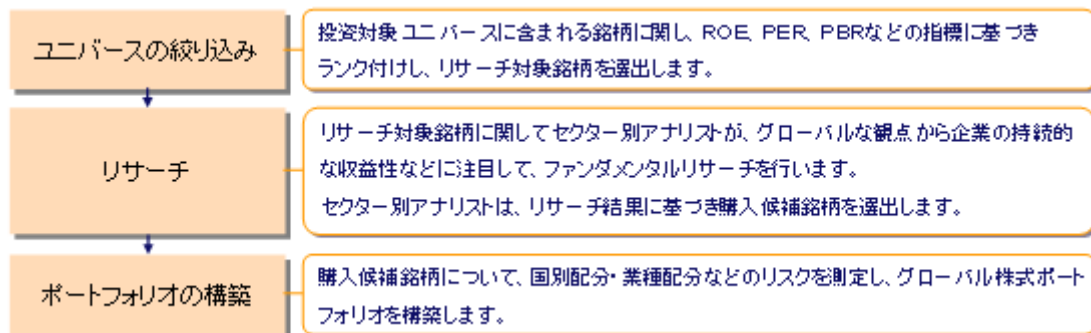 ユニバースの絞り込み
投資対象ユニバースに含まれる銘柄に関し、ROE、PER、PBRなどの指標に基づき
ランク付けし、リサーチ対象銘柄を選出します。
リサーチ
リサーチ対象銘柄に関してセクター別アナリストが、グローバルな観点から企業の持続的
な収益性などに注目して、ファンダメンタルリサーチを行います。
セクター別アナリストは、リサーチ結果に基づき購入候補銘柄を選出します。
ポートフォリオの構築
購入候補銘柄について、国別配分・業種配分などのリスクを測定し、グローバル株式ポート
フォリオを構築します。